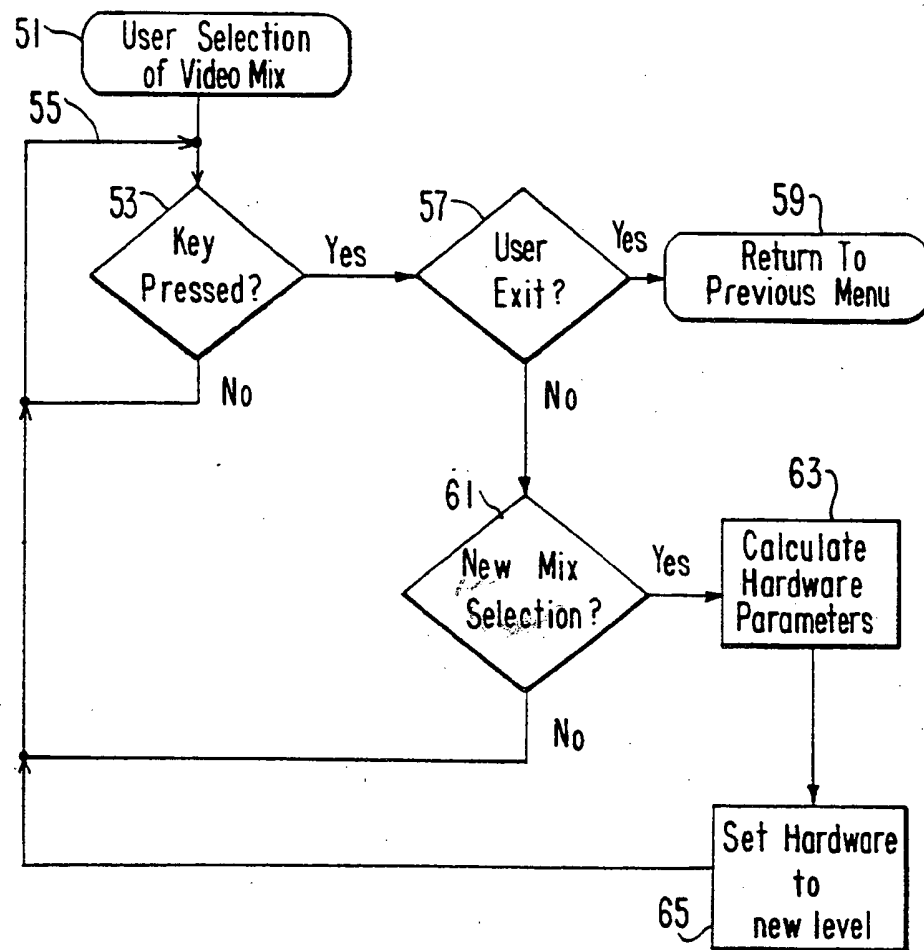 51
User Selection
of Video Mix
55
53
Key
Pressed?
Yes
No
57
User
Exit?
Yes
No
59
Return To
Previous Menu
61
New Mix
Selection?
Yes
No
63
Calculate
Hardware
Parameters
Set Hardware
to
new level
65